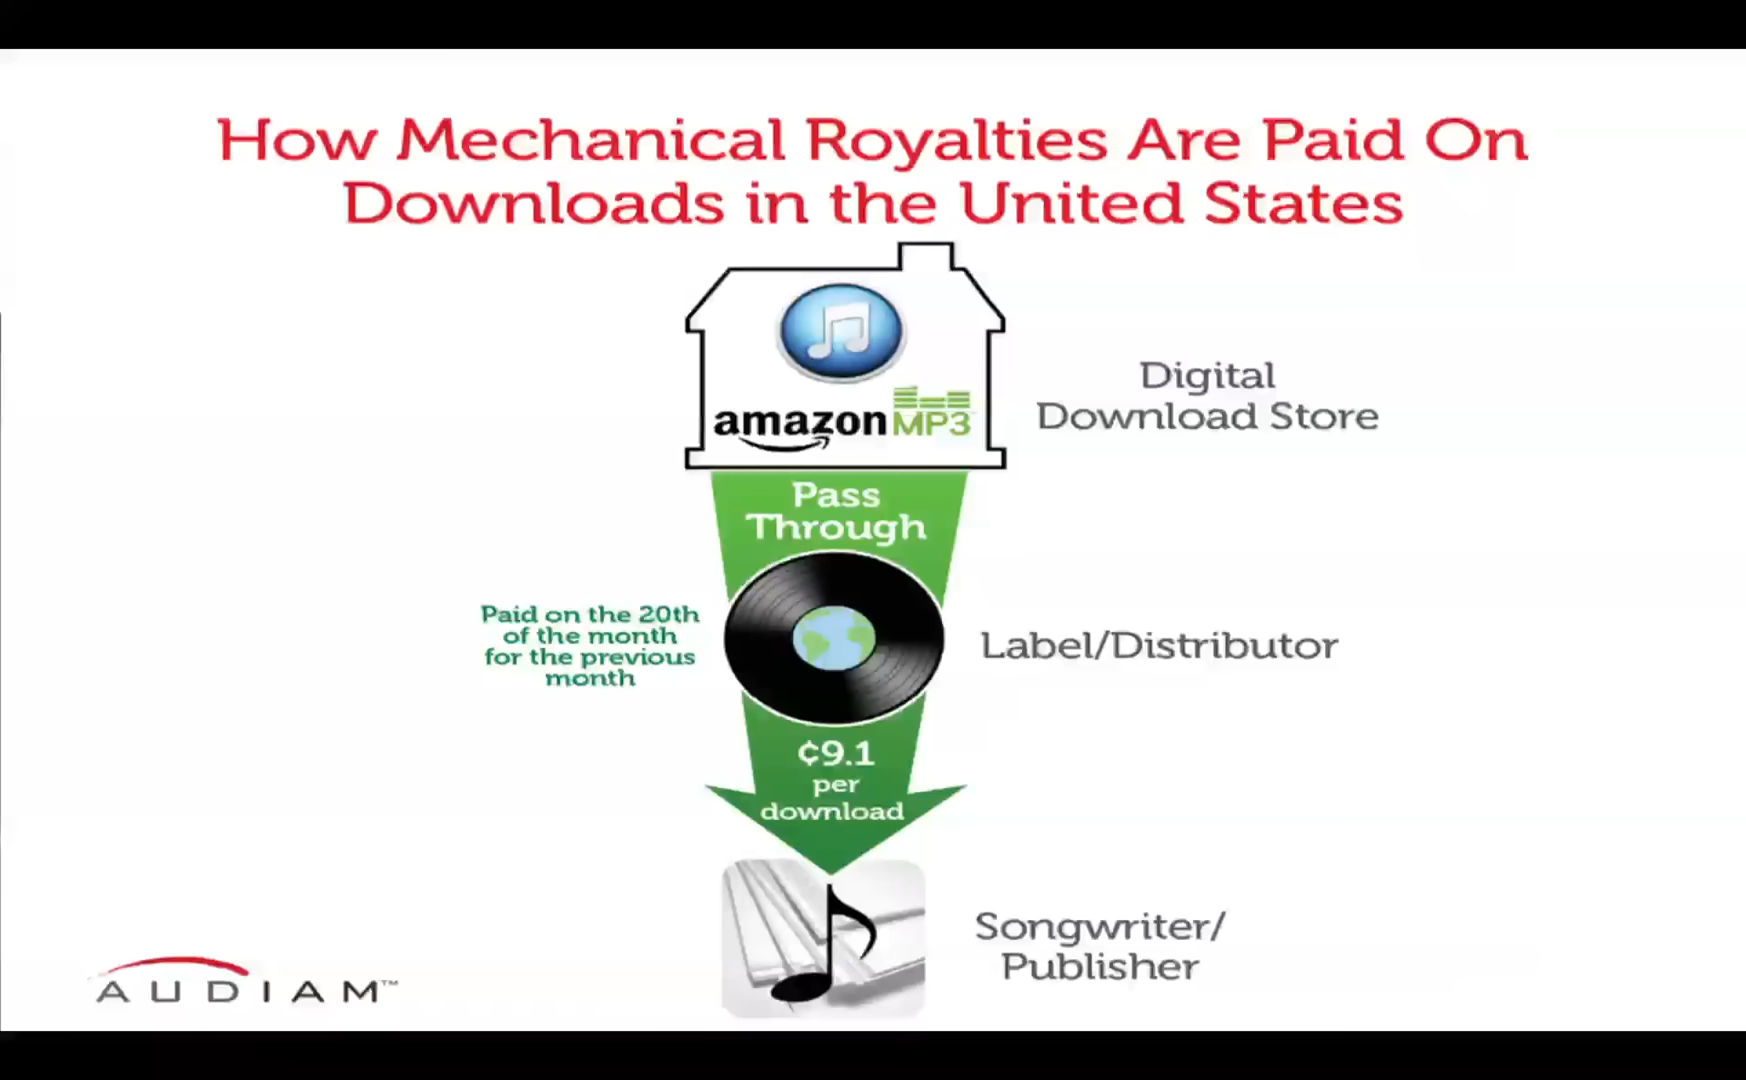 How Mechanical Royalties Are Paid On
Downloads in the United States
amazonMP3
Digital
Download Store
Pass
Through
Paid on the 20th
of the month
for the previous
month
Label/Distributor
¢9.1
per
download
Songwriter/
Publisher
AUDIAM™